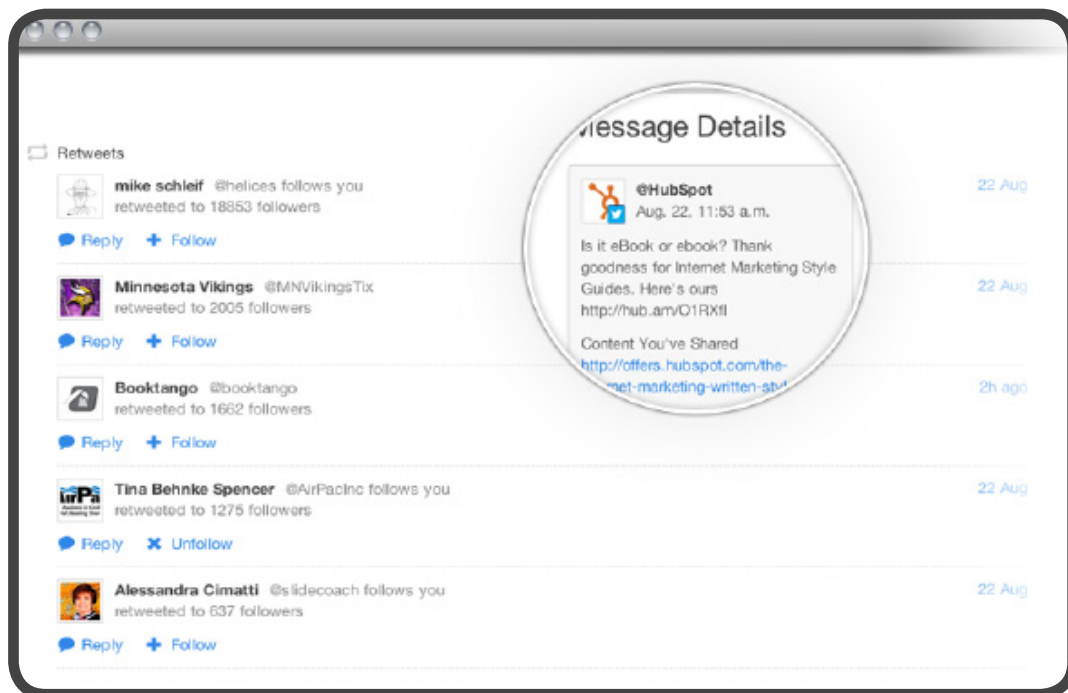 Retweets
mike schleif @helices follows you
retweeted to 18853 followers
Reply Follow
22 Aug
Minnesota Vikings @MNVikingsTix
retweeted to 2005 followers
Reply Follow
22 Aug
Booktango @booktango
retweeted to 1662 followers
Reply Follow
2h ago
Tina Behnke Spencer @AirPacInc follows you
retweeted to 1275 followers
Reply Unfollow
22 Aug
Alessandra Cimatti @slidecoach follows you
retweeted to 637 followers
Reply Follow
22 Aug
Message Details
@HubSpot
Aug. 22, 11:53 a.m.
Is it eBook or ebook? Thank
goodness for Internet Marketing Style
Guides. Here's ours
http://hub.am/O1RXfl
Content You've Shared
http://offers.hubspot.com/the-
net-marketing-written-styl